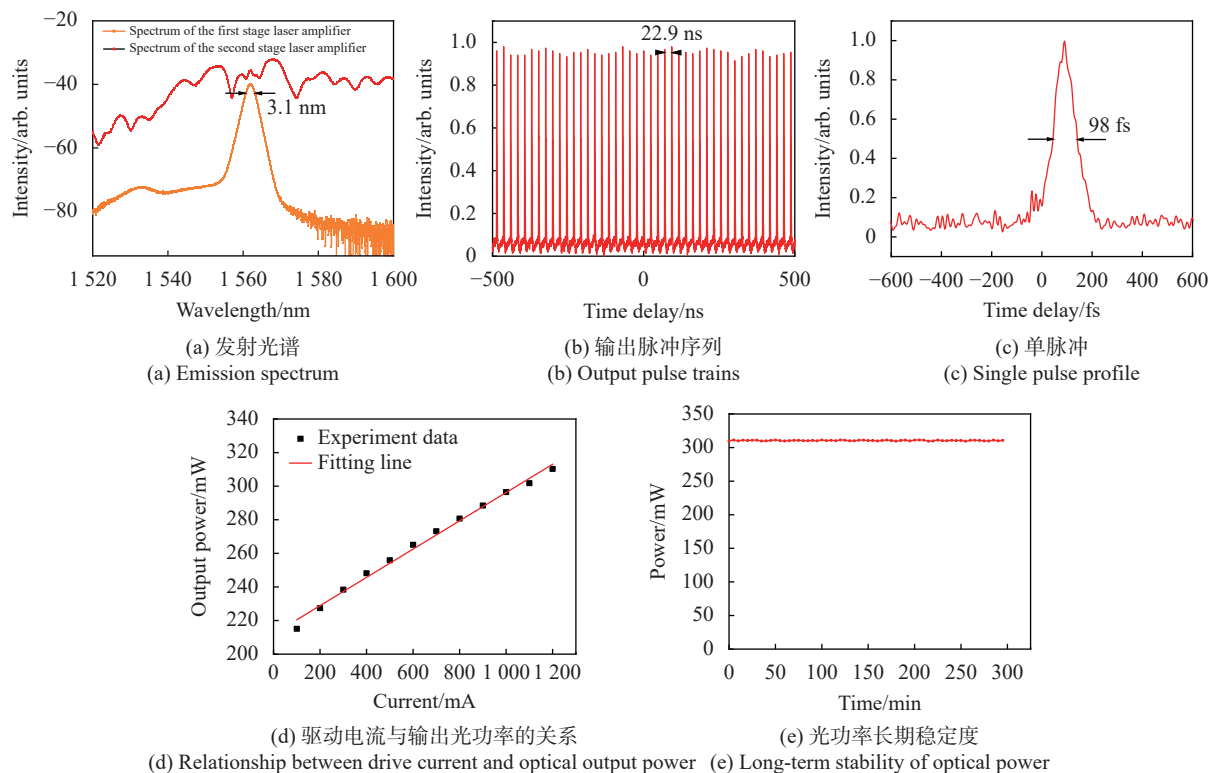 −20
−40
−60
−80
Intensity/arb. units
Spectrum of the first stage laser amplifier
Spectrum of the second stage laser amplifier
3.1 nm
1 520
1 540
1 560
1 580
1 600
Wavelength/nm
(a) 发射光谱
(a) Emission spectrum
1.0
0.8
0.6
0.4
0.2
0
Intensity/arb. units
22.9 ns
−500
0
500
Time delay/ns
(b) 输出脉冲序列
(b) Output pulse trains
1.0
0.8
0.6
0.4
0.2
0
Intensity/arb. units
98 fs
−600
−400
−200
0
200
400
600
Time delay/fs
(c) 单脉冲
(c) Single pulse profile
340
320
300
280
260
240
220
200
Output power/mW
Experiment data
Fitting line
200
400
600
800
1 000
1 200
Current/mA
(d) 驱动电流与输出光功率的关系
(d) Relationship between drive current and optical output power
350
300
250
200
150
100
50
0
Power/mW
0
50
100
150
200
250
300
Time/min
(e) 光功率长期稳定度
(e) Long-term stability of optical power